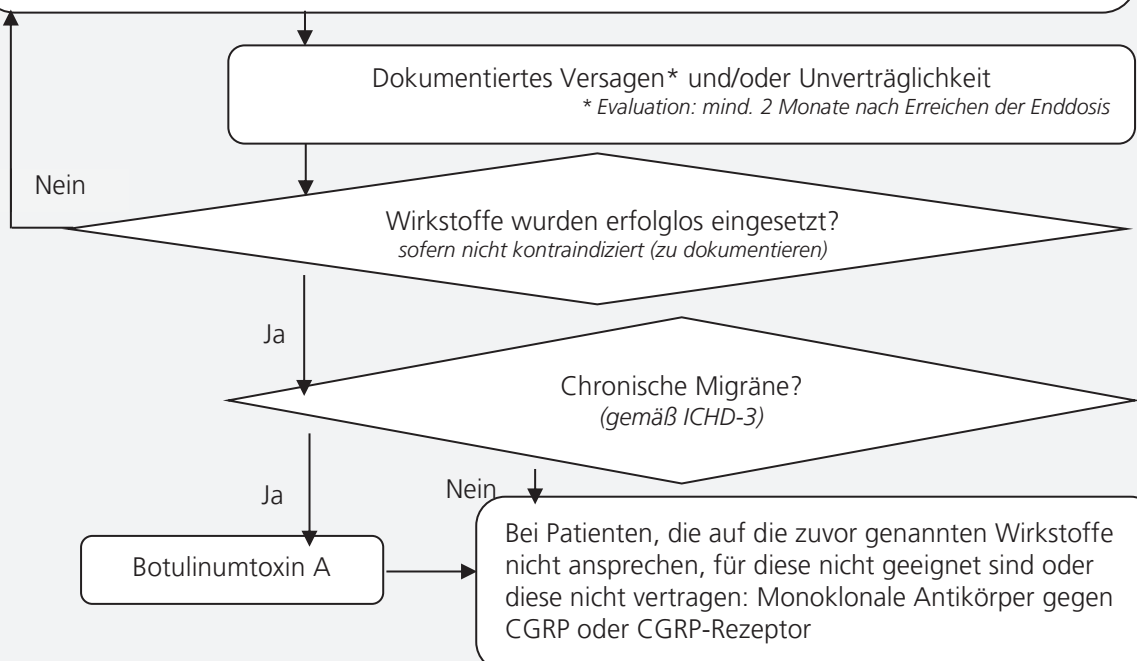 Dokumentiertes Versagen* und/oder Unverträglichkeit
* Evaluation: mind. 2 Monate nach Erreichen der Enddosis
Nein
Wirkstoffe wurden erfolglos eingesetzt?
sofern nicht kontraindiziert (zu dokumentieren)
Ja
Chronische Migräne?
(gemäß ICHD-3)
Ja
Nein
Botulinumtoxin A
Bei Patienten, die auf die zuvor genannten Wirkstoffe
nicht ansprechen, für diese nicht geeignet sind oder
diese nicht vertragen: Monoklonale Antikörper gegen
CGRP oder CGRP-Rezeptor